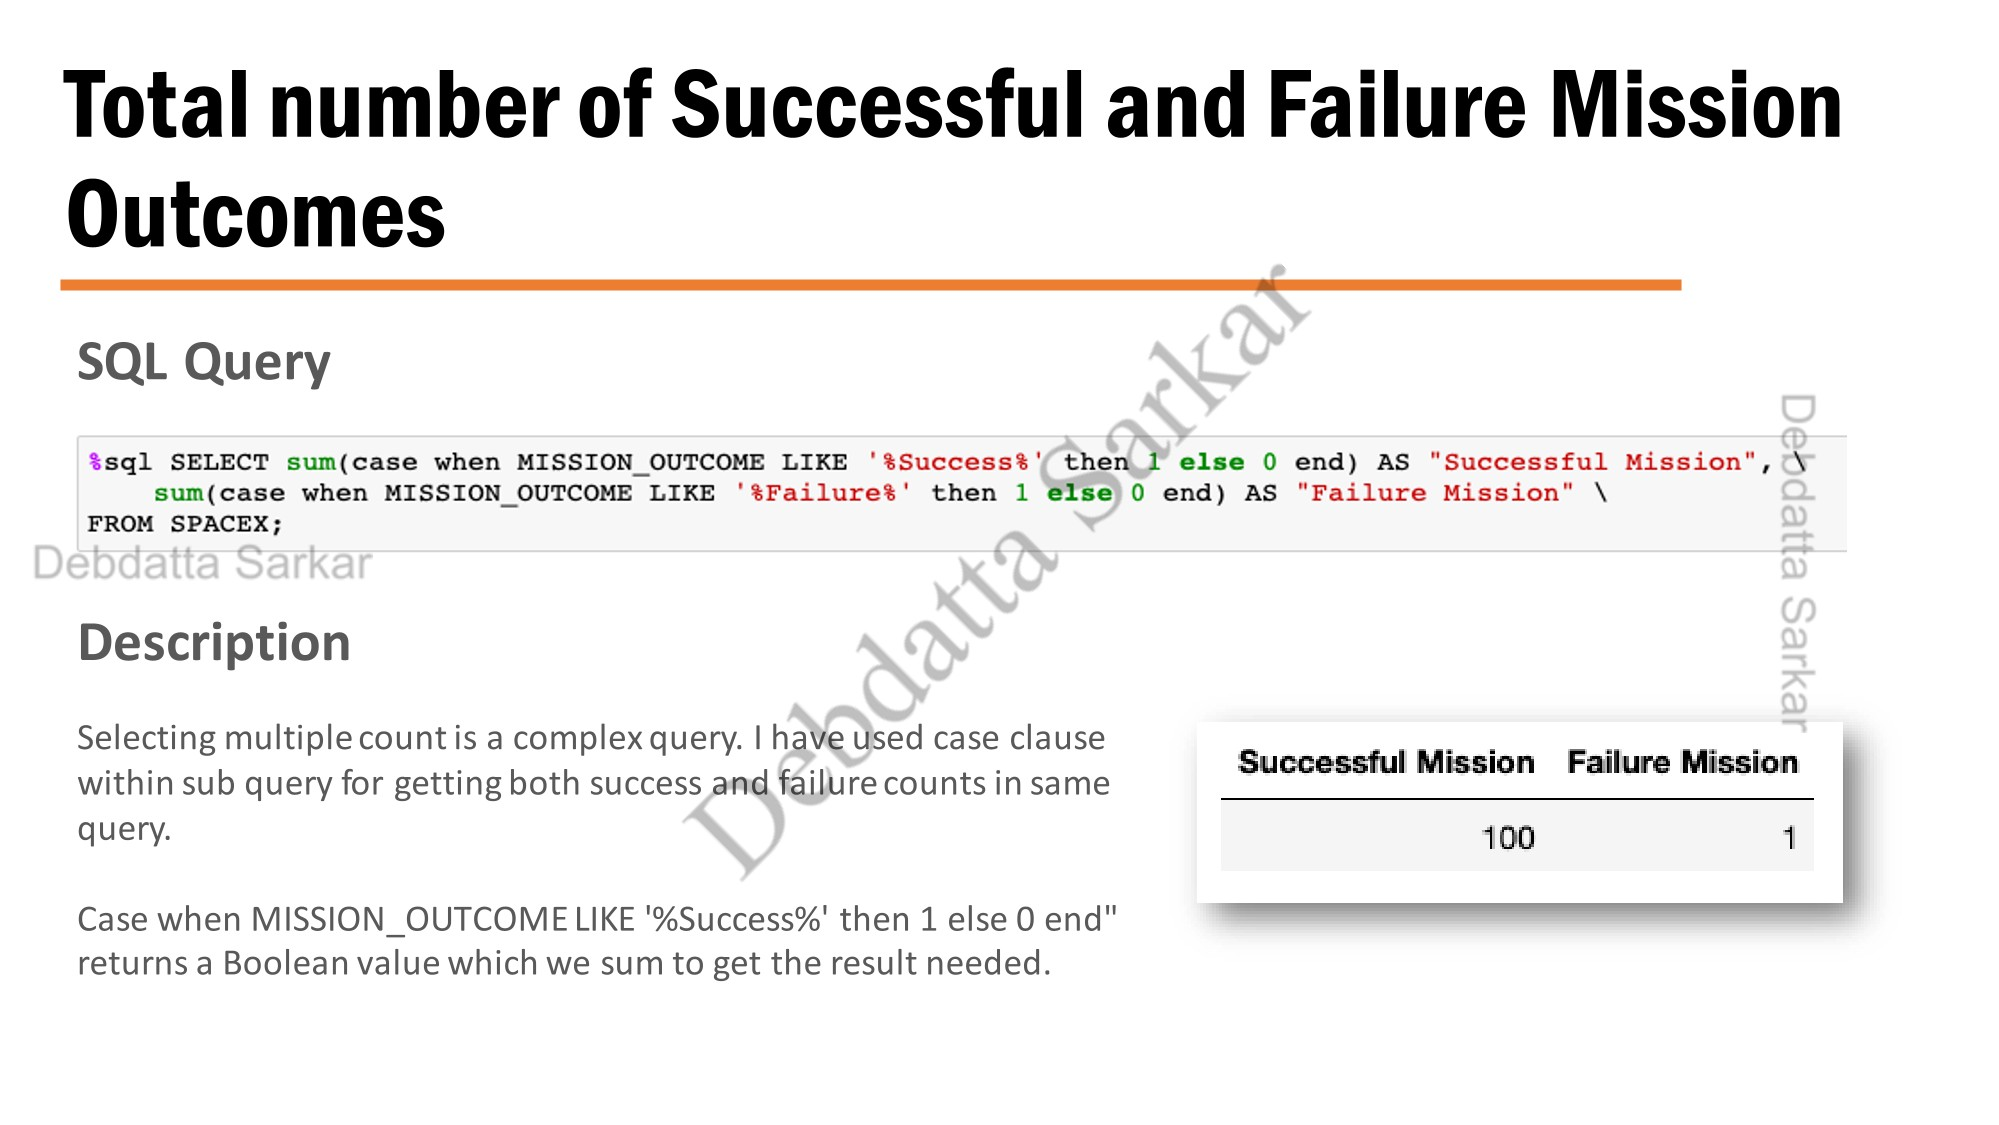 Total number of Successful and Failure Mission
Outcomes
SQL Query
%sql SELECT sum(case when MISSION_OUTCOME LIKE '%Success%' then 1 else 0 end) AS "Successful Mission", \
sum(case when MISSION_OUTCOME LIKE '%Failure%' then 1 else 0 end) AS "Failure Mission" \
FROM SPACEX;
Debdatta Sarkar
Debdatta Sarkar
Debdatta Sarkar
Description
Selecting multiple count is a complex query. I have used case clause
within sub query for getting both success and failure counts in same
query.
Case when MISSION_OUTCOME LIKE '%Success%' then 1 else 0 end"
returns a Boolean value which we sum to get the result needed.
Successful Mission Failure Mission
100 1